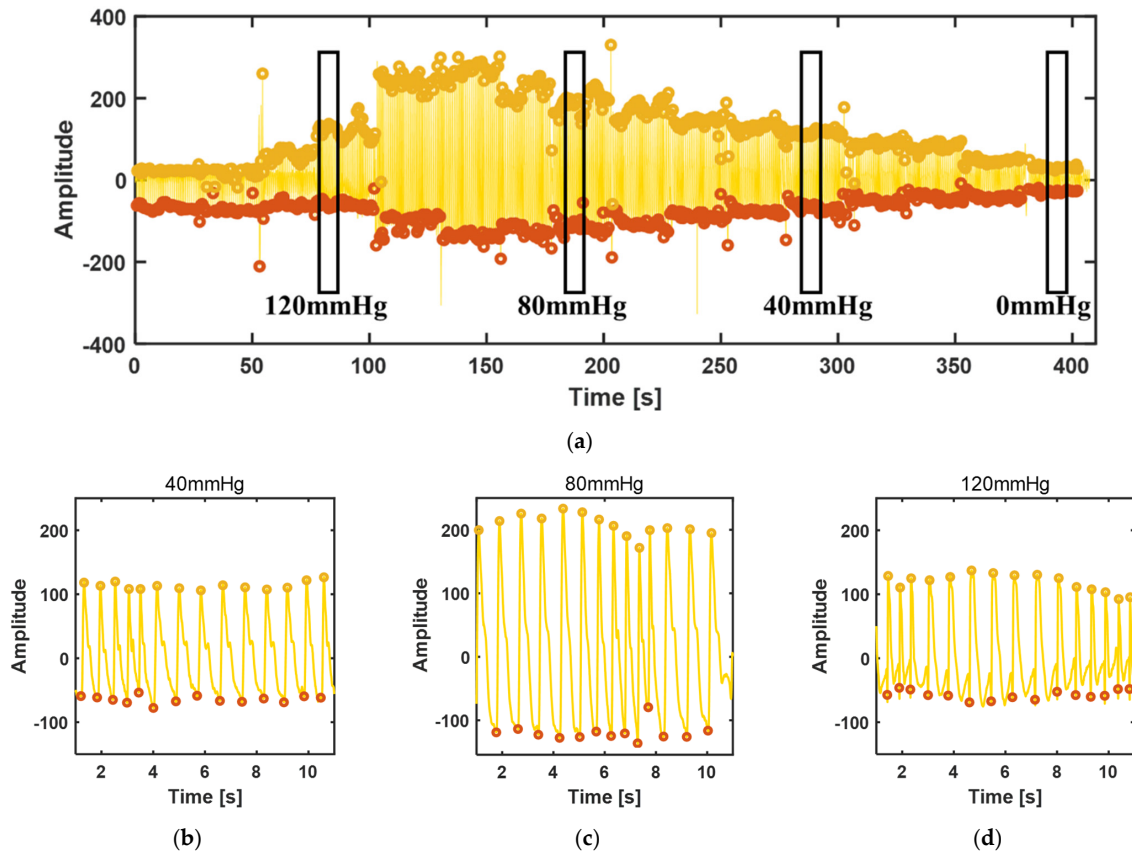 400
200
0
-200
-400
Amplitude
120mmHg 80mmHg 40mmHg 0mmHg
0 50 100 150 200 250 300 350 400
Time [s]
(a)
40mmHg 80mmHg 120mmHg
200 200 200
100 100 100
0 0 0
-100 -100 -100
Amplitude Amplitude Amplitude
2 4 6 8 10 2 4 6 8 10 2 4 6 8 10
Time [s] Time [s] Time [s]
(b) (c) (d)